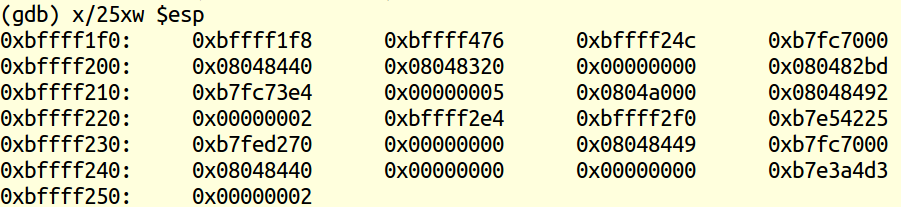 (gdb) x/25xw $esp
0xbffff1f0: 0xbffff1f8 0xbffff476 0xbffff24c 0xb7fc7000
0xbffff200: 0x08048440 0x08048320 0x00000000 0x080482bd
0xbffff210: 0xb7fc73e4 0x00000005 0x0804a000 0x08048492
0xbffff220: 0x00000002 0xbffff2e4 0xbffff2f0 0xb7e54225
0xbffff230: 0xb7fed270 0x00000000 0x08048449 0xb7fc7000
0xbffff240: 0x08048440 0x00000000 0x00000000 0xb7e3a4d3
0xbffff250: 0x00000002